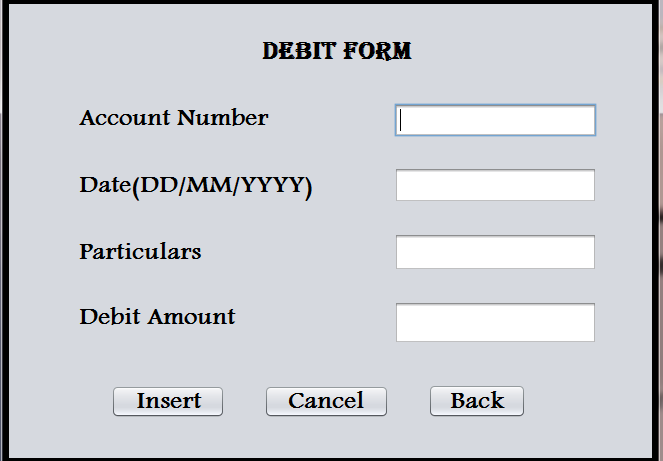 DEBIT FORM
Account Number
Date(DD/MM/YYYY)
Particulars
Debit Amount
Insert Cancel Back